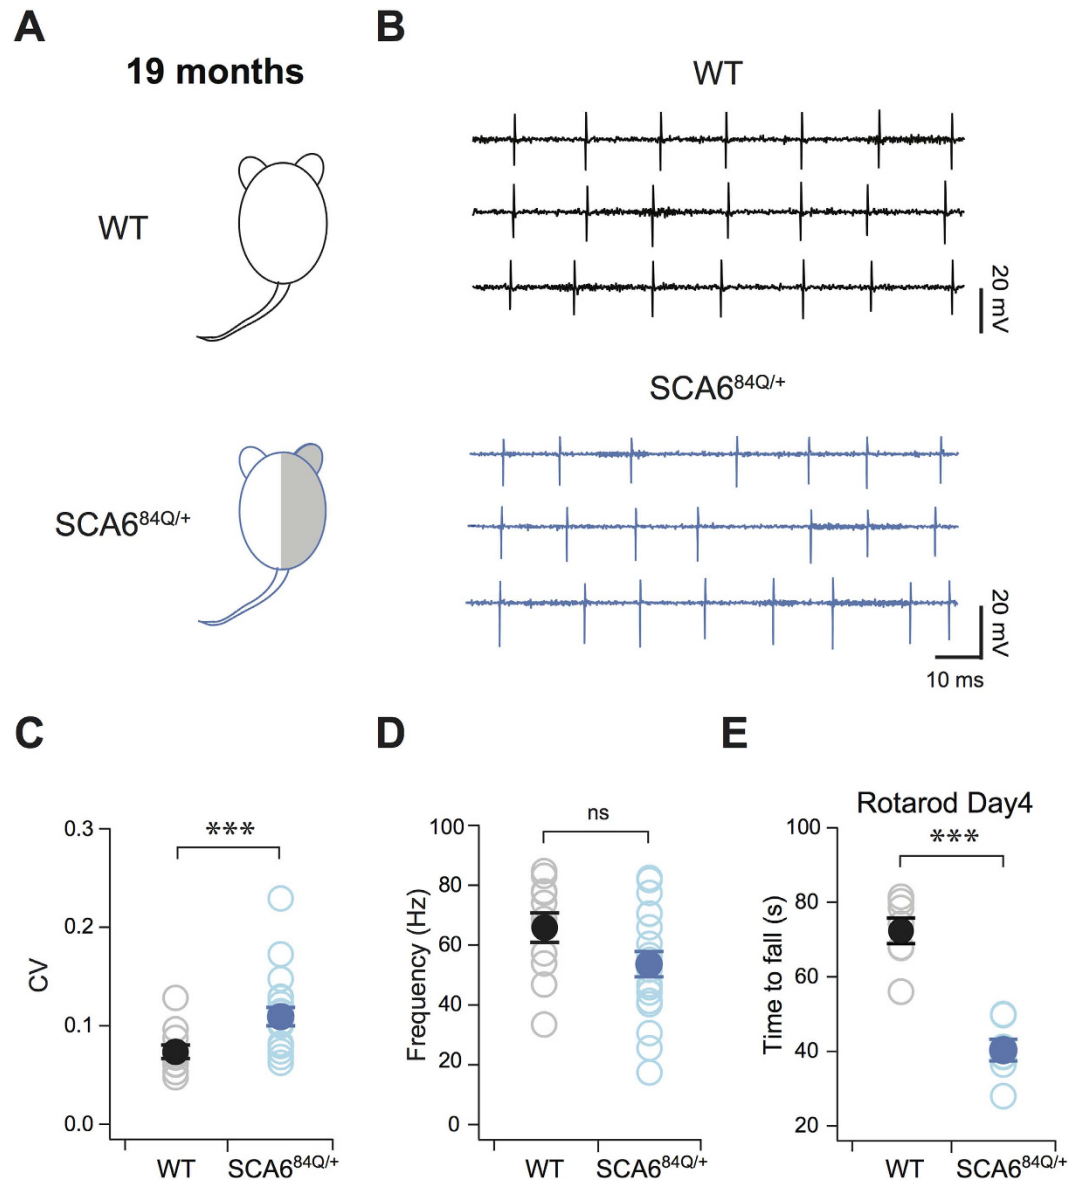 A
B
19 months
WT
WT
20 mV
SCA6^84Q/+
SCA6^84Q/+
20 mV
10 ms
C
D
E
Rotarod Day4
***
ns
***
CV
0.3
0.2
0.1
0.0
WT
SCA6^84Q/+
Frequency (Hz)
100
80
60
40
20
0
WT
SCA6^84Q/+
Time to fall (s)
100
80
60
40
20
WT
SCA6^84Q/+